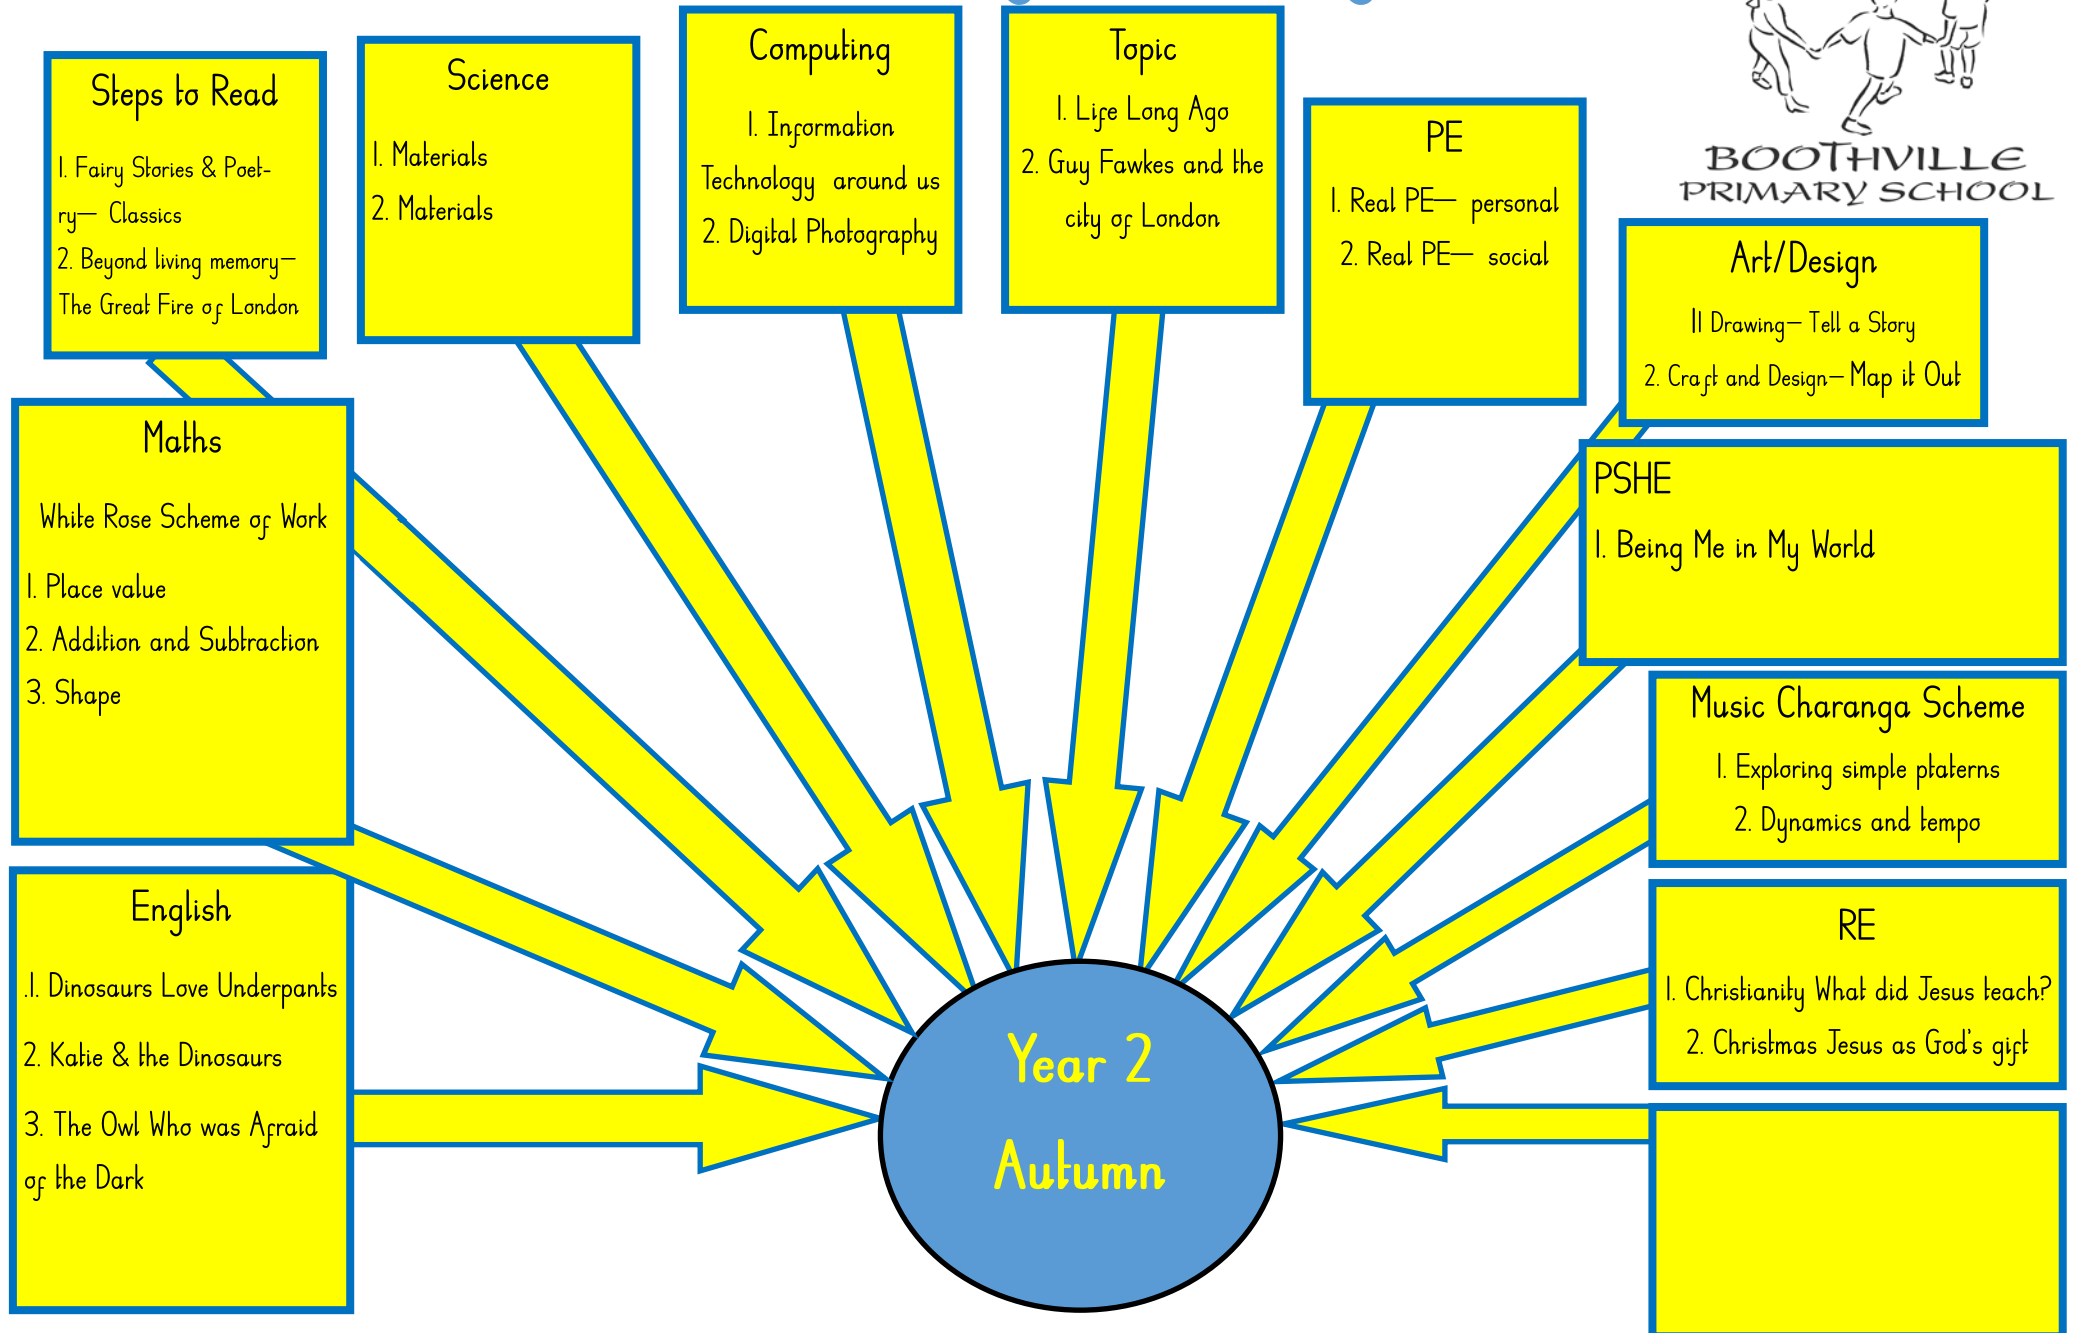 Steps to Read
1. Fairy Stories & Poet-
ry— Classics
2. Beyond living memory—
The Great Fire of London
Science
1. Materials
2. Materials
Computing
1. Information
Technology around us
2. Digital Photography
Topic
1. Life Long Ago
2. Guy Fawkes and the
city of London
PE
1. Real PE— personal
2. Real PE— social
BOOTHVILLE
PRIMARY SCHOOL
Art/Design
11 Drawing— Tell a Story
2. Craft and Design— Map it Out
Maths
White Rose Scheme of Work
1. Place value
2. Addition and Subtraction
3. Shape
PSHE
1. Being Me in My World
Music Charanga Scheme
1. Exploring simple ptaterns
2. Dynamics and tempo
English
.1. Dinosaurs Love Underpants
2. Katie & the Dinosaurs
3. The Owl Who was Afraid
of the Dark
RE
1. Christianity What did Jesus teach?
2. Christmas Jesus as God's gift
Year 2
Autumn